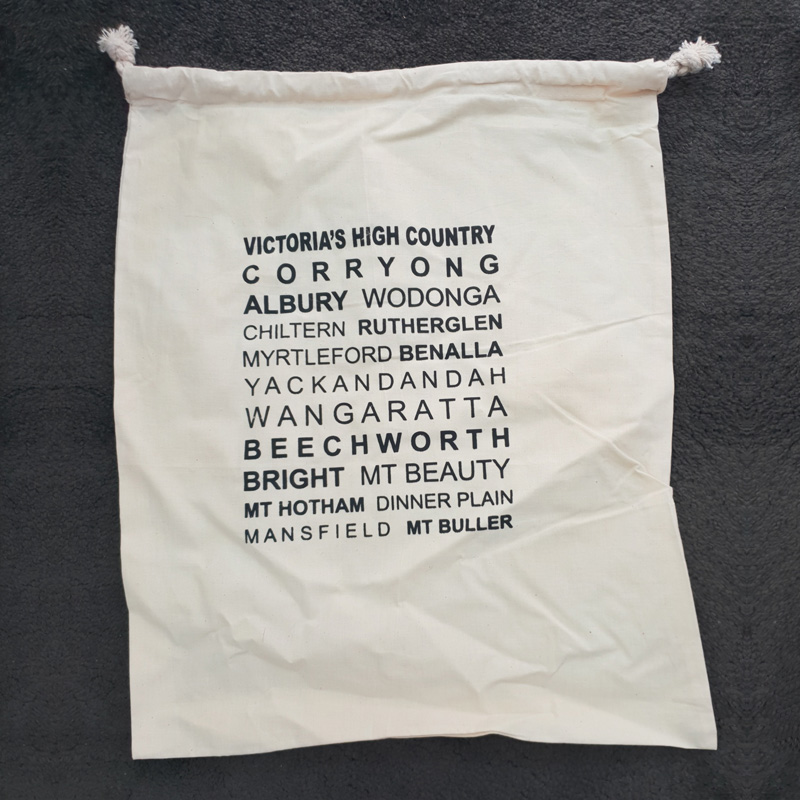 VICTORIA'S HIGH COUNTRY
CORRYONG
ALBURY WODONGA
CHILTERN RUTHERGLEN
MYRTLEFORD BENALLA
YACKANDANDAH
WANGARATTA
BEECHWORTH
BRIGHT MT BEAUTY
MT HOTHAM DINNER PLAIN
MANSFIELD MT BULLER